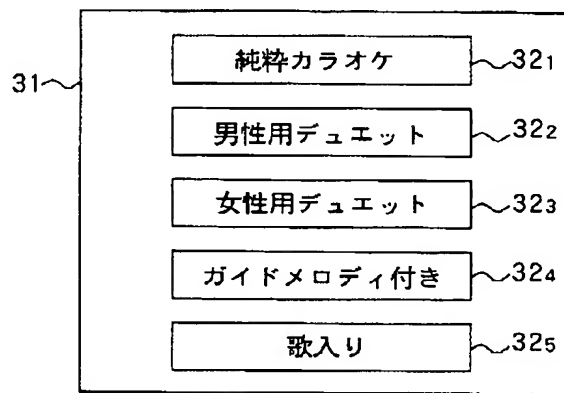 純粋カラオケ 32₁
31
男性用デュエット 32₂
女性用デュエット 32₃
ガイドメロディ付き 32₄
歌入り 32₅